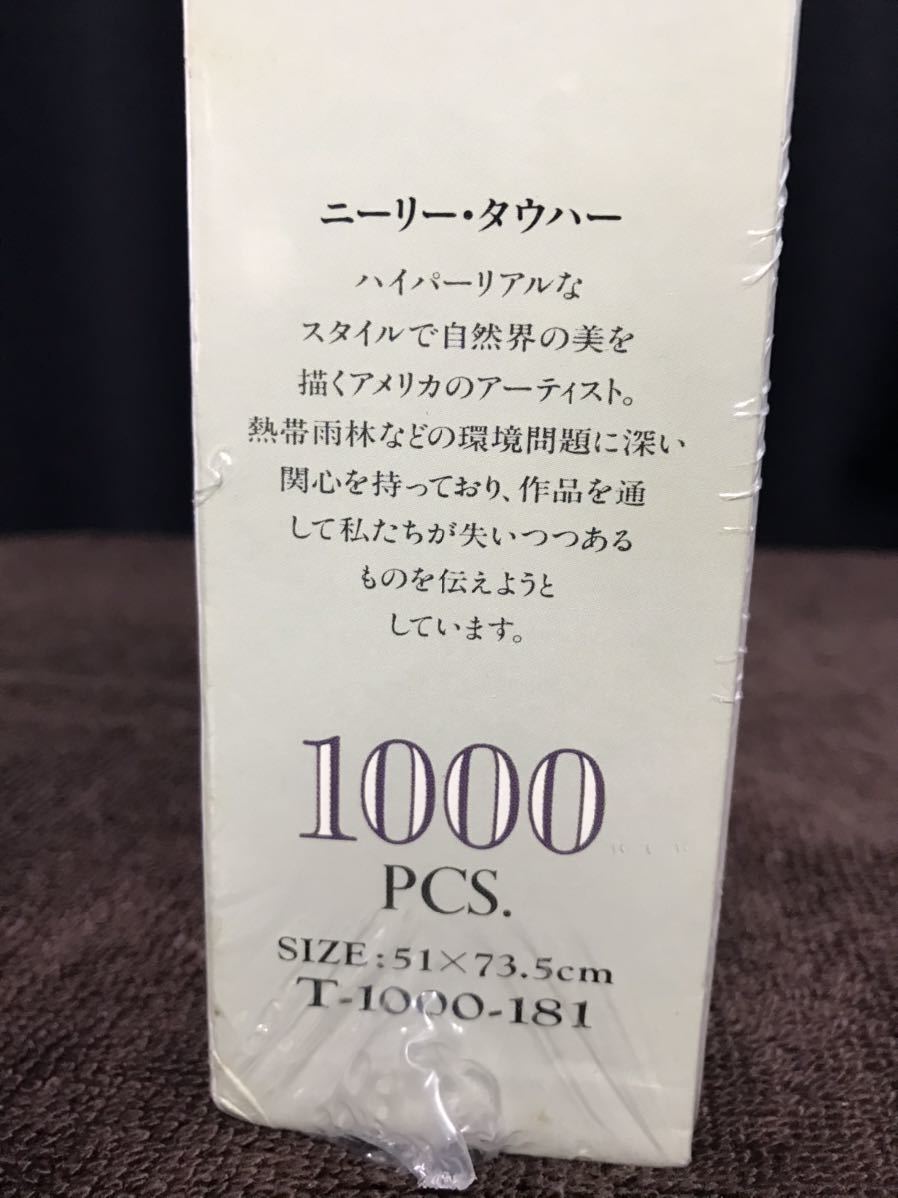 ニーリー・タウハー
ハイパーリアルな
スタイルで自然界の美を
描くアメリカのアーティスト。
熱帯雨林などの環境問題に深い
関心を持っており、作品を通
して私たちが失いつつある
ものを伝えようと
しています。
1000
PCS.
SIZE:51×73.5cm
T-1000-181